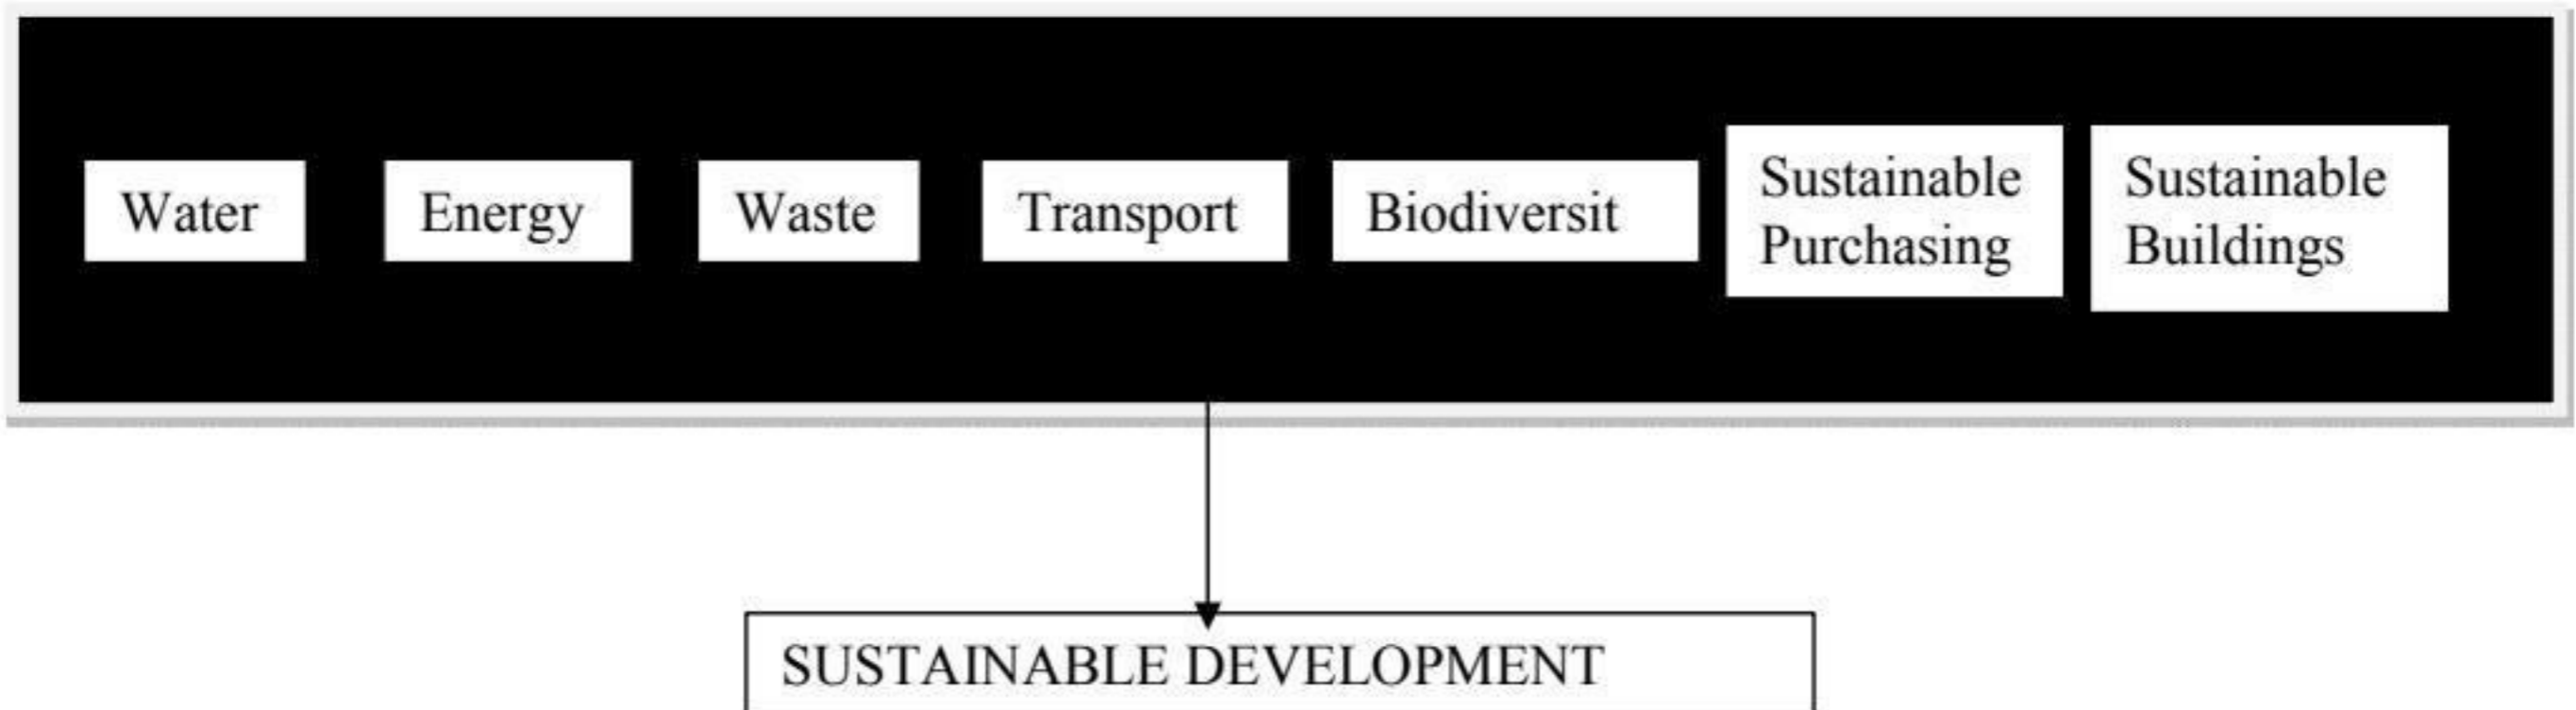 Water
Energy
Waste
Transport
Biodiversit
Sustainable
Purchasing
Sustainable
Buildings
SUSTAINABLE DEVELOPMENT